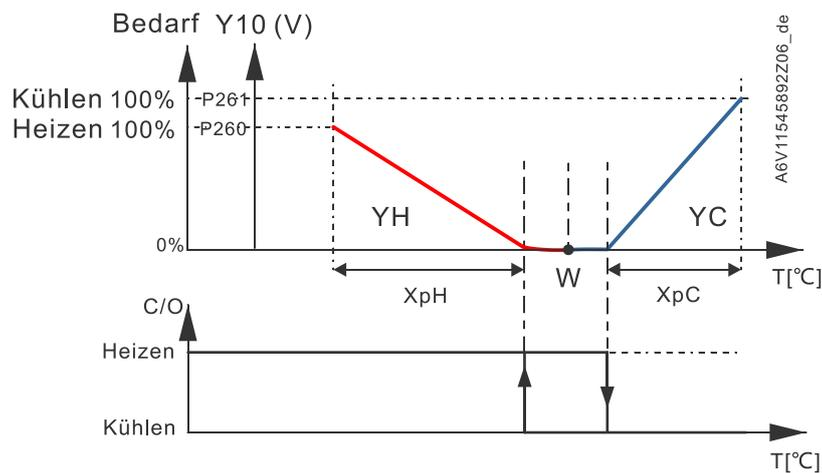 Bedarf Y10 (V)
Kühlen 100% P261
Heizen 100% P260
YH
YC
0%
W
T[℃]
XpH
XpC
C/O
Heizen
Kühlen
T[℃]
A6V11545892Z06_de